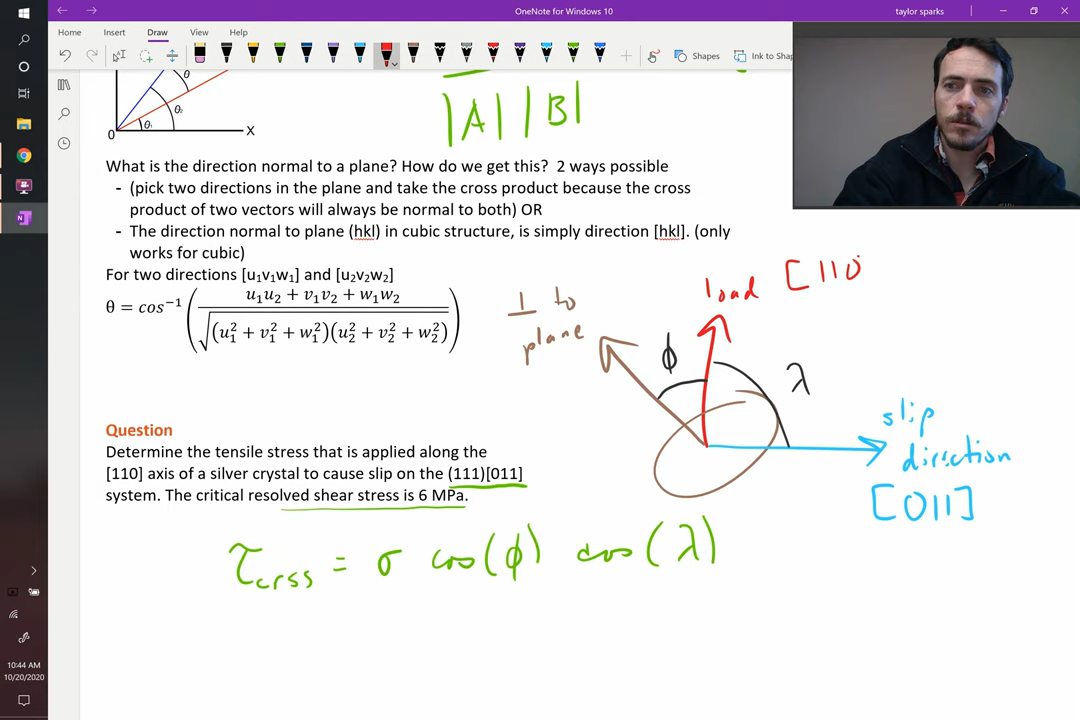 OneNote for Windows 10
taylor sparks
Home Insert Draw View Help
Shapes
Ink to Shap
θ
θ₂
θ₁
0
X
|A| |B|
What is the direction normal to a plane? How do we get this? 2 ways possible
- (pick two directions in the plane and take the cross product because the cross
product of two vectors will always be normal to both) OR
- The direction normal to plane (hkl) in cubic structure, is simply direction [hkl]. (only
works for cubic)
For two directions [u₁v₁w₁] and [u₂v₂w₂]
θ = cos⁻¹ ( u₁u₂ + v₁v₂ + w₁w₂ / √(u₁² + v₁² + w₁²)(u₂² + v₂² + w₂²) )
⊥ to
plane
load [110
ϕ
λ
slip
direction
[011]
Question
Determine the tensile stress that is applied along the
[110] axis of a silver crystal to cause slip on the (111)[011]
system. The critical resolved shear stress is 6 MPa.
τcrss = σ cos(ϕ) cos(λ)
10:44 AM
10/20/2020